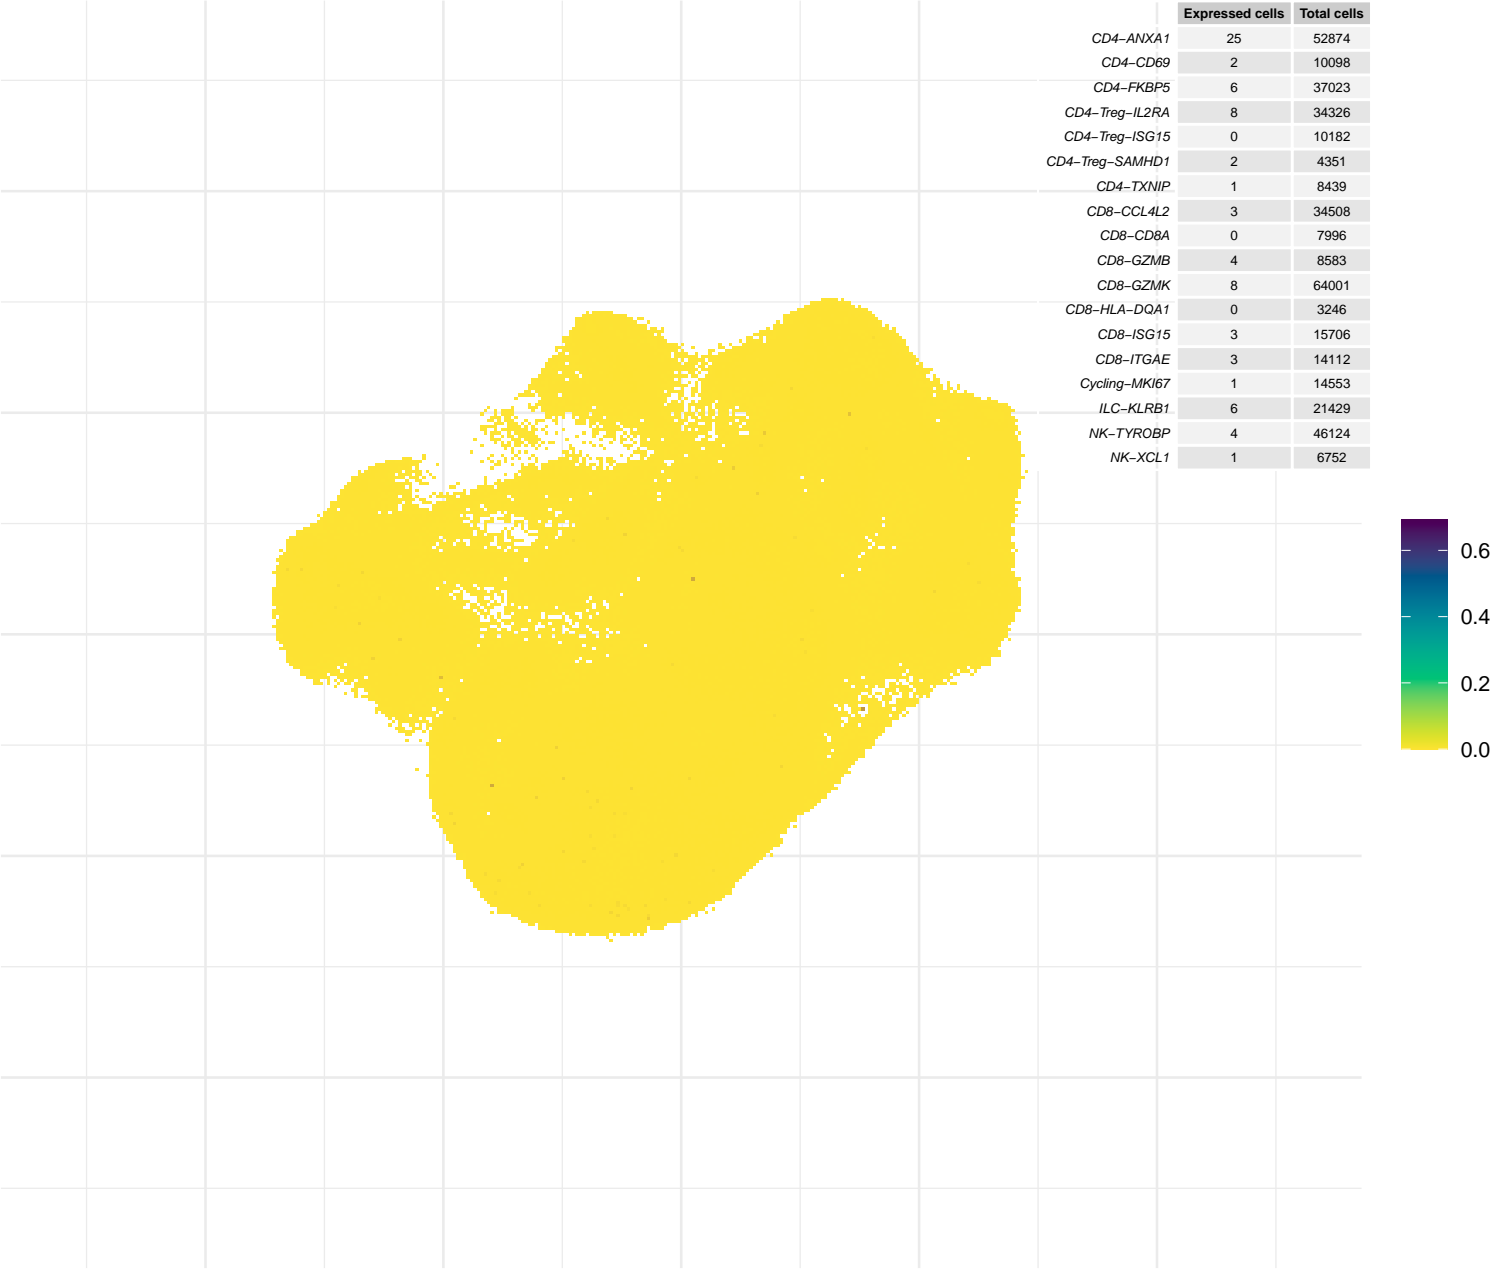 Expressed cells Total cells
CD4−ANXA1 25 52874
CD4−CD69 2 10098
CD4−FKBP5 6 37023
CD4−Treg−IL2RA 8 34326
CD4−Treg−ISG15 0 10182
CD4−Treg−SAMHD1 2 4351
CD4−TXNIP 1 8439
CD8−CCL4L2 3 34508
CD8−CD8A 0 7996
CD8−GZMB 4 8583
CD8−GZMK 8 64001
CD8−HLA−DQA1 0 3246
CD8−ISG15 3 15706
CD8−ITGAE 3 14112
Cycling−MKI67 1 14553
ILC−KLRB1 6 21429
NK−TYROBP 4 46124
NK−XCL1 1 6752
0.6
0.4
0.2
0.0